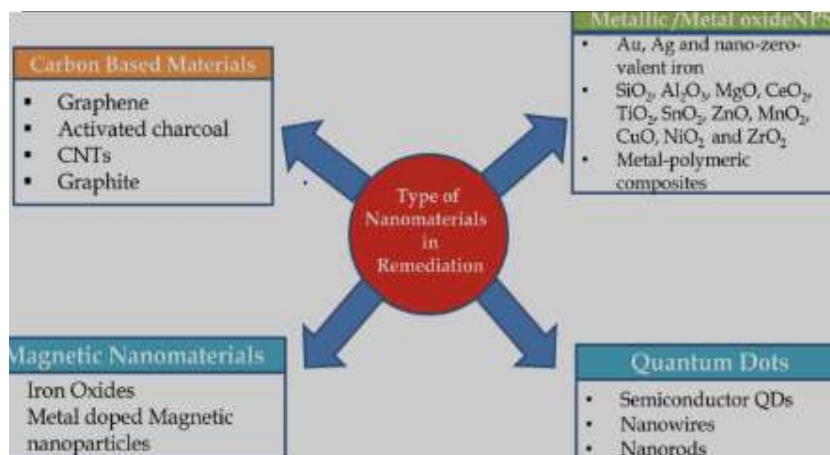 Carbon Based Materials
▪ Graphene
▪ Activated charcoal
▪ CNTs
▪ Graphite
Metallic/Metal oxideNPS
• Au, Ag and nano-zero-
valent iron
• SiO₂, Al₂O₃, MgO, CeO₂,
TiO₂, SnO₂, ZnO, MnO₂,
CuO, NiO₂ and ZrO₂
• Metal-polymeric
composites
Type of
Nanomaterials
in
Remediation
Magnetic Nanomaterials
Iron Oxides
Metal doped Magnetic
nanoparticles
Quantum Dots
• Semiconductor QDs
• Nanowires
• Nanorods